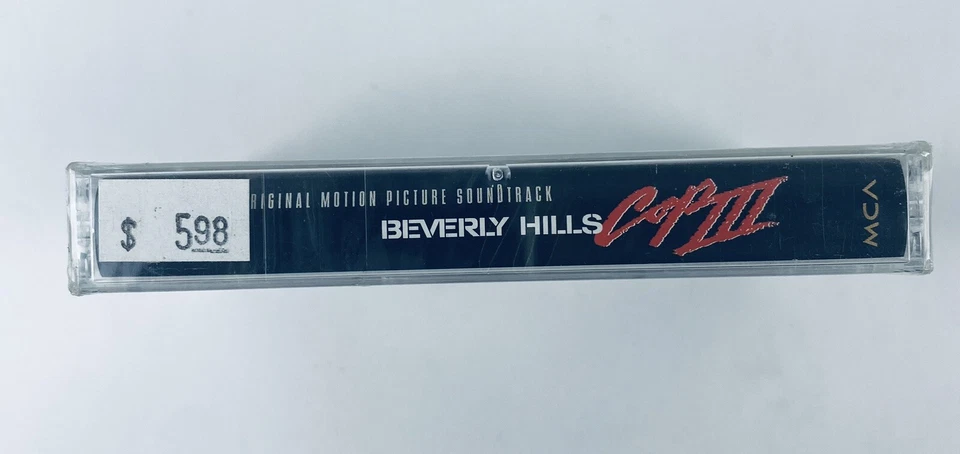 $ 598
RIGINAL MOTION PICTURE SOUNDTRACK
BEVERLY HILLS COP III
MCA